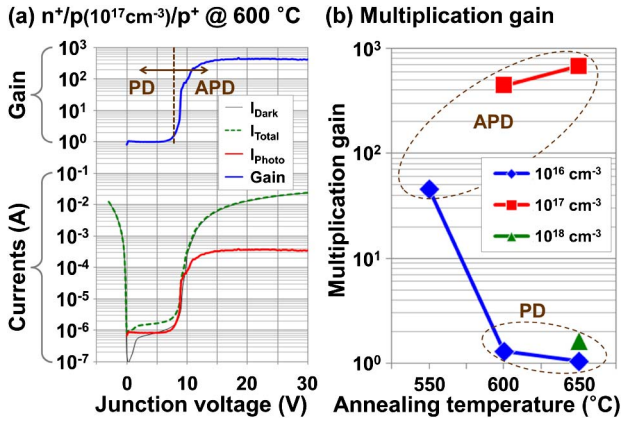 (a) n⁺/p(10¹⁷cm⁻³)/p⁺ @ 600 °C
Gain
10³
10²
10¹
10⁰
PD
APD
I_Dark
I_Total
I_Photo
Gain
Currents (A)
10⁻¹
10⁻²
10⁻³
10⁻⁴
10⁻⁵
10⁻⁶
10⁻⁷
0 10 20 30
Junction voltage (V)
(b) Multiplication gain
Multiplication gain
10³
10²
10¹
10⁰
APD
10¹⁶ cm⁻³
10¹⁷ cm⁻³
10¹⁸ cm⁻³
PD
550 600 650
Annealing temperature (°C)